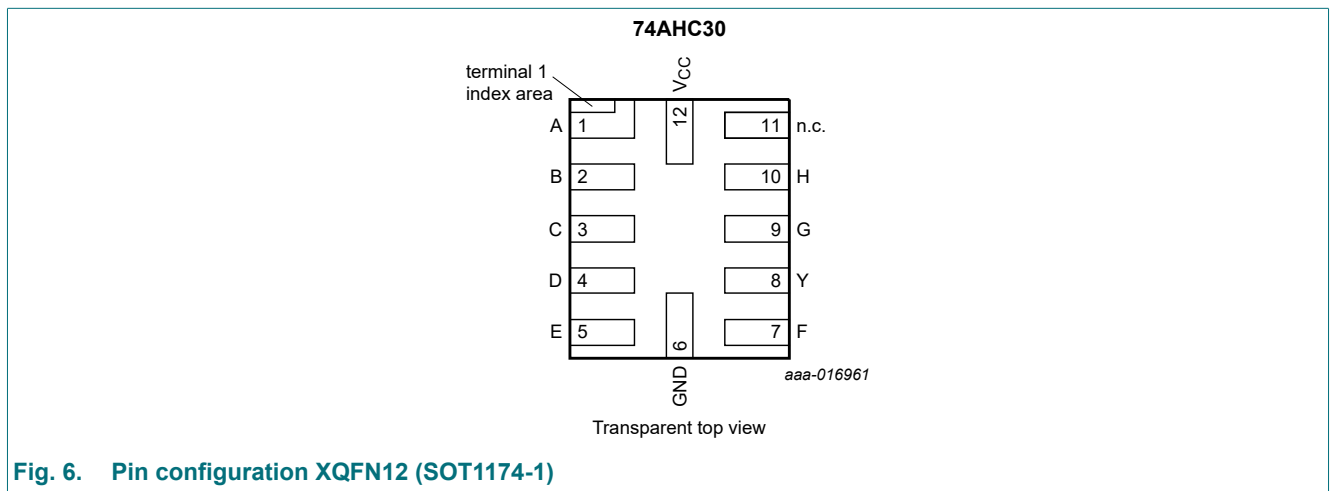 74AHC30
terminal 1
index area
VCC
A 1
12
11 n.c.
B 2
10 H
C 3
9 G
D 4
8 Y
E 5
6
7 F
GND
aaa-016961
Transparent top view
Fig. 6. Pin configuration XQFN12 (SOT1174-1)